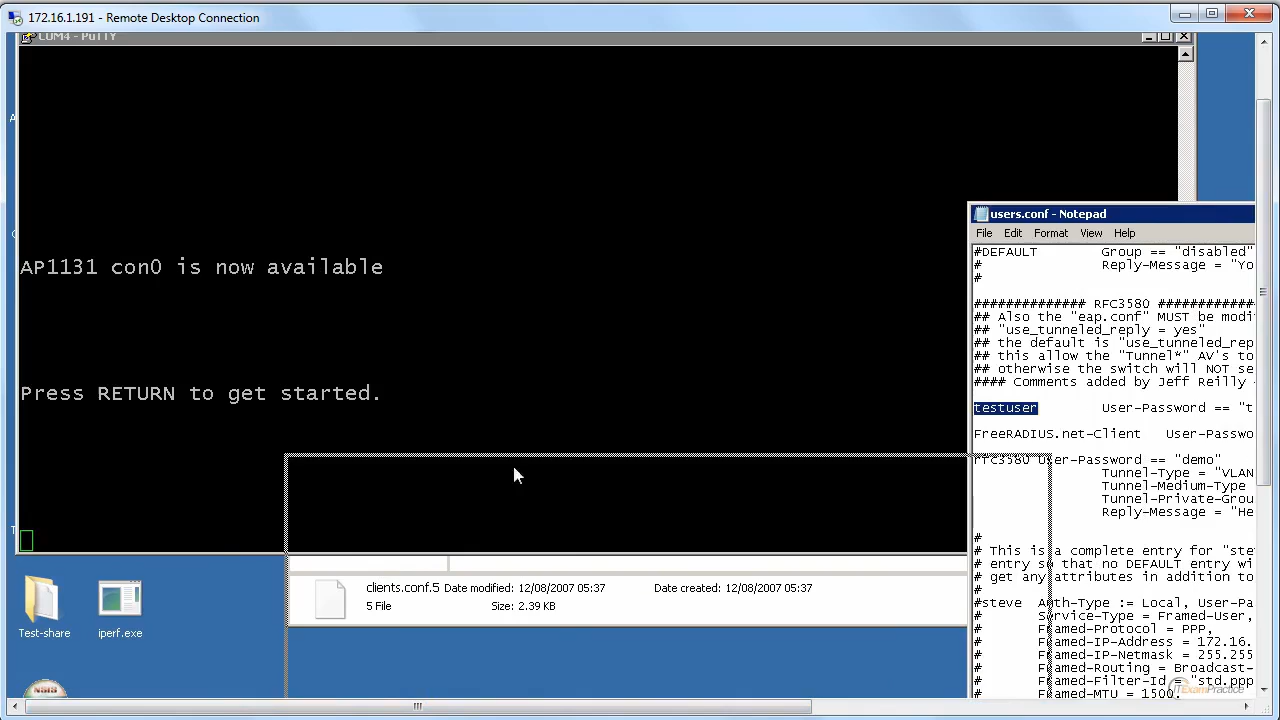 172.16.1.191 - Remote Desktop Connection
COM4 - PuTTY
AP1131 con0 is now available
Press RETURN to get started.
clients.conf.5 Date modified: 12/08/2007 05:37 Date created: 12/08/2007 05:37
5 File Size: 2.39 KB
Test-share
iperf.exe
NSIS
users.conf - Notepad
File Edit Format View Help
#DEFAULT Group == "disabled"
# Reply-Message = "Yo
#
############## RFC3580 ############
## Also the "eap.conf" MUST be modi
## "use_tunneled_reply = yes"
## the default is "use_tunneled_rep
## this allow the "Tunnel*" AV's to
## otherwise the switch will NOT se
#### Comments added by Jeff Reilly
testuser User-Password == "t
FreeRADIUS.net-Client User-Passwo
rfc3580 User-Password == "demo"
Tunnel-Type = "VLAN
Tunnel-Medium-Type
Tunnel-Private-Grou
Reply-Message = "He
#
# This is a complete entry for "ste
# entry so that no DEFAULT entry wi
# get any attributes in addition to
#
#steve Auth-Type := Local, User-Pa
# Service-Type = Framed-User,
# Framed-Protocol = PPP,
# Framed-IP-Address = 172.16.
# Framed-IP-Netmask = 255.255
# Framed-Routing = Broadcast-
# Framed-Filter-Id = "std.ppp
# Framed-MTU = 1500.
ITExamPractice